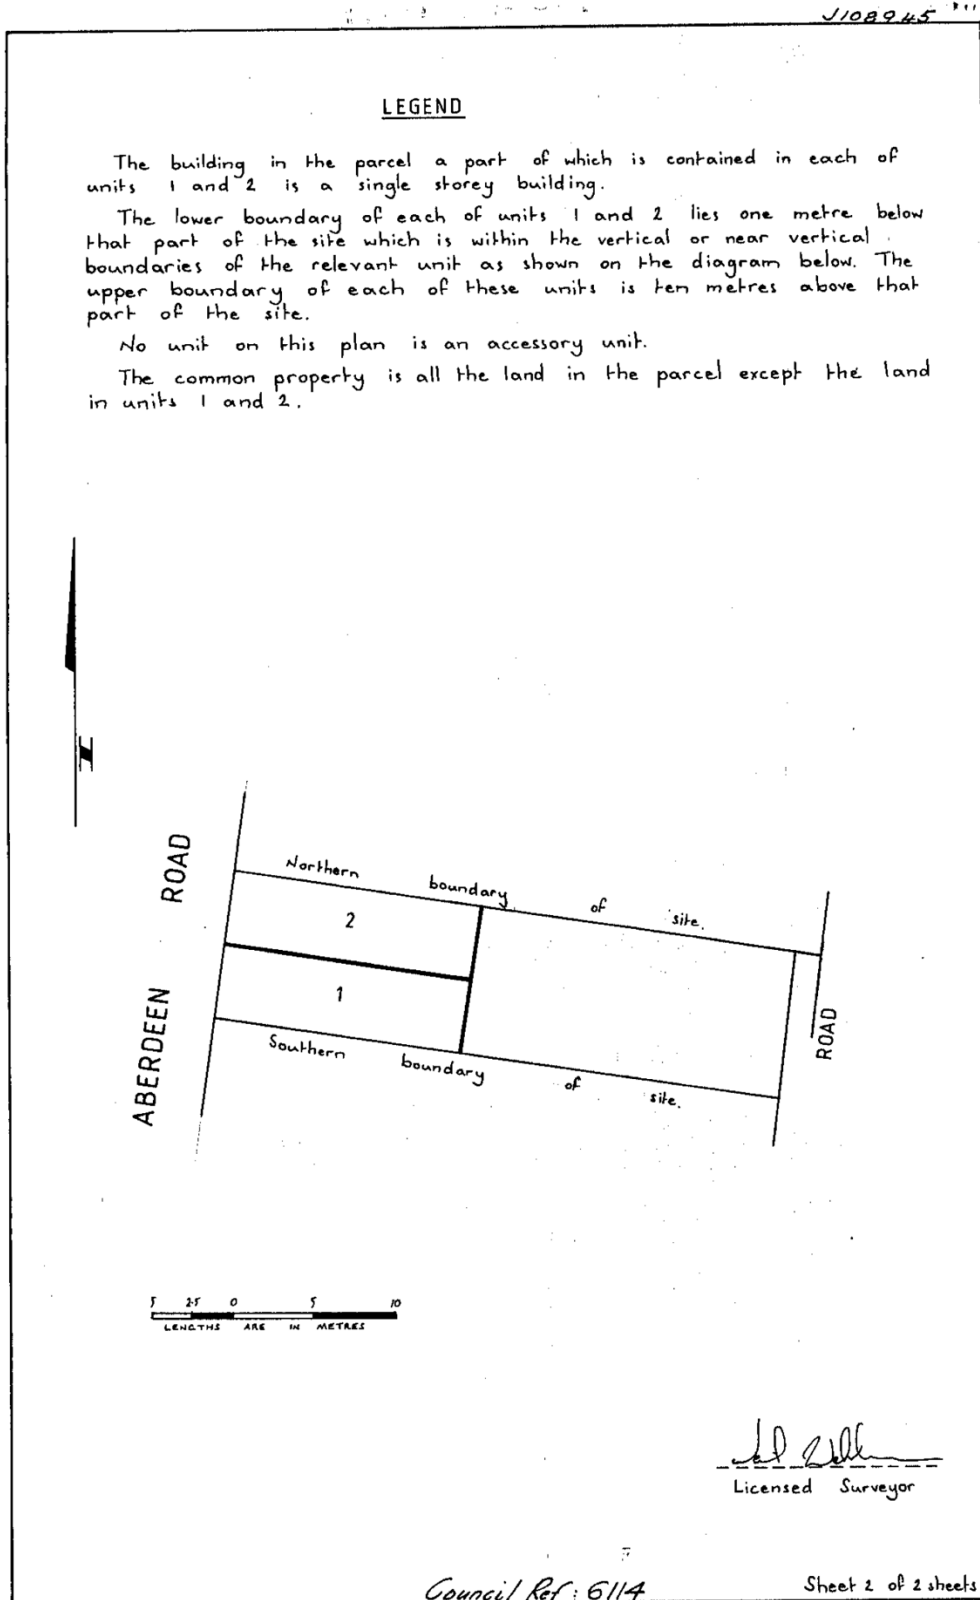 J108945
LEGEND
The building in the parcel a part of which is contained in each of
units 1 and 2 is a single storey building.
The lower boundary of each of units 1 and 2 lies one metre below
that part of the site which is within the vertical or near vertical
boundaries of the relevant unit as shown on the diagram below. The
upper boundary of each of these units is ten metres above that
part of the site.
No unit on this plan is an accessory unit.
The common property is all the land in the parcel except the land
in units 1 and 2.
N
ABERDEEN ROAD
Northern boundary of site.
2
1
Southern boundary of site.
ROAD
5 2·5 0 5 10
LENGTHS ARE IN METRES
Licensed Surveyor
Council Ref: 6114
Sheet 2 of 2 sheets